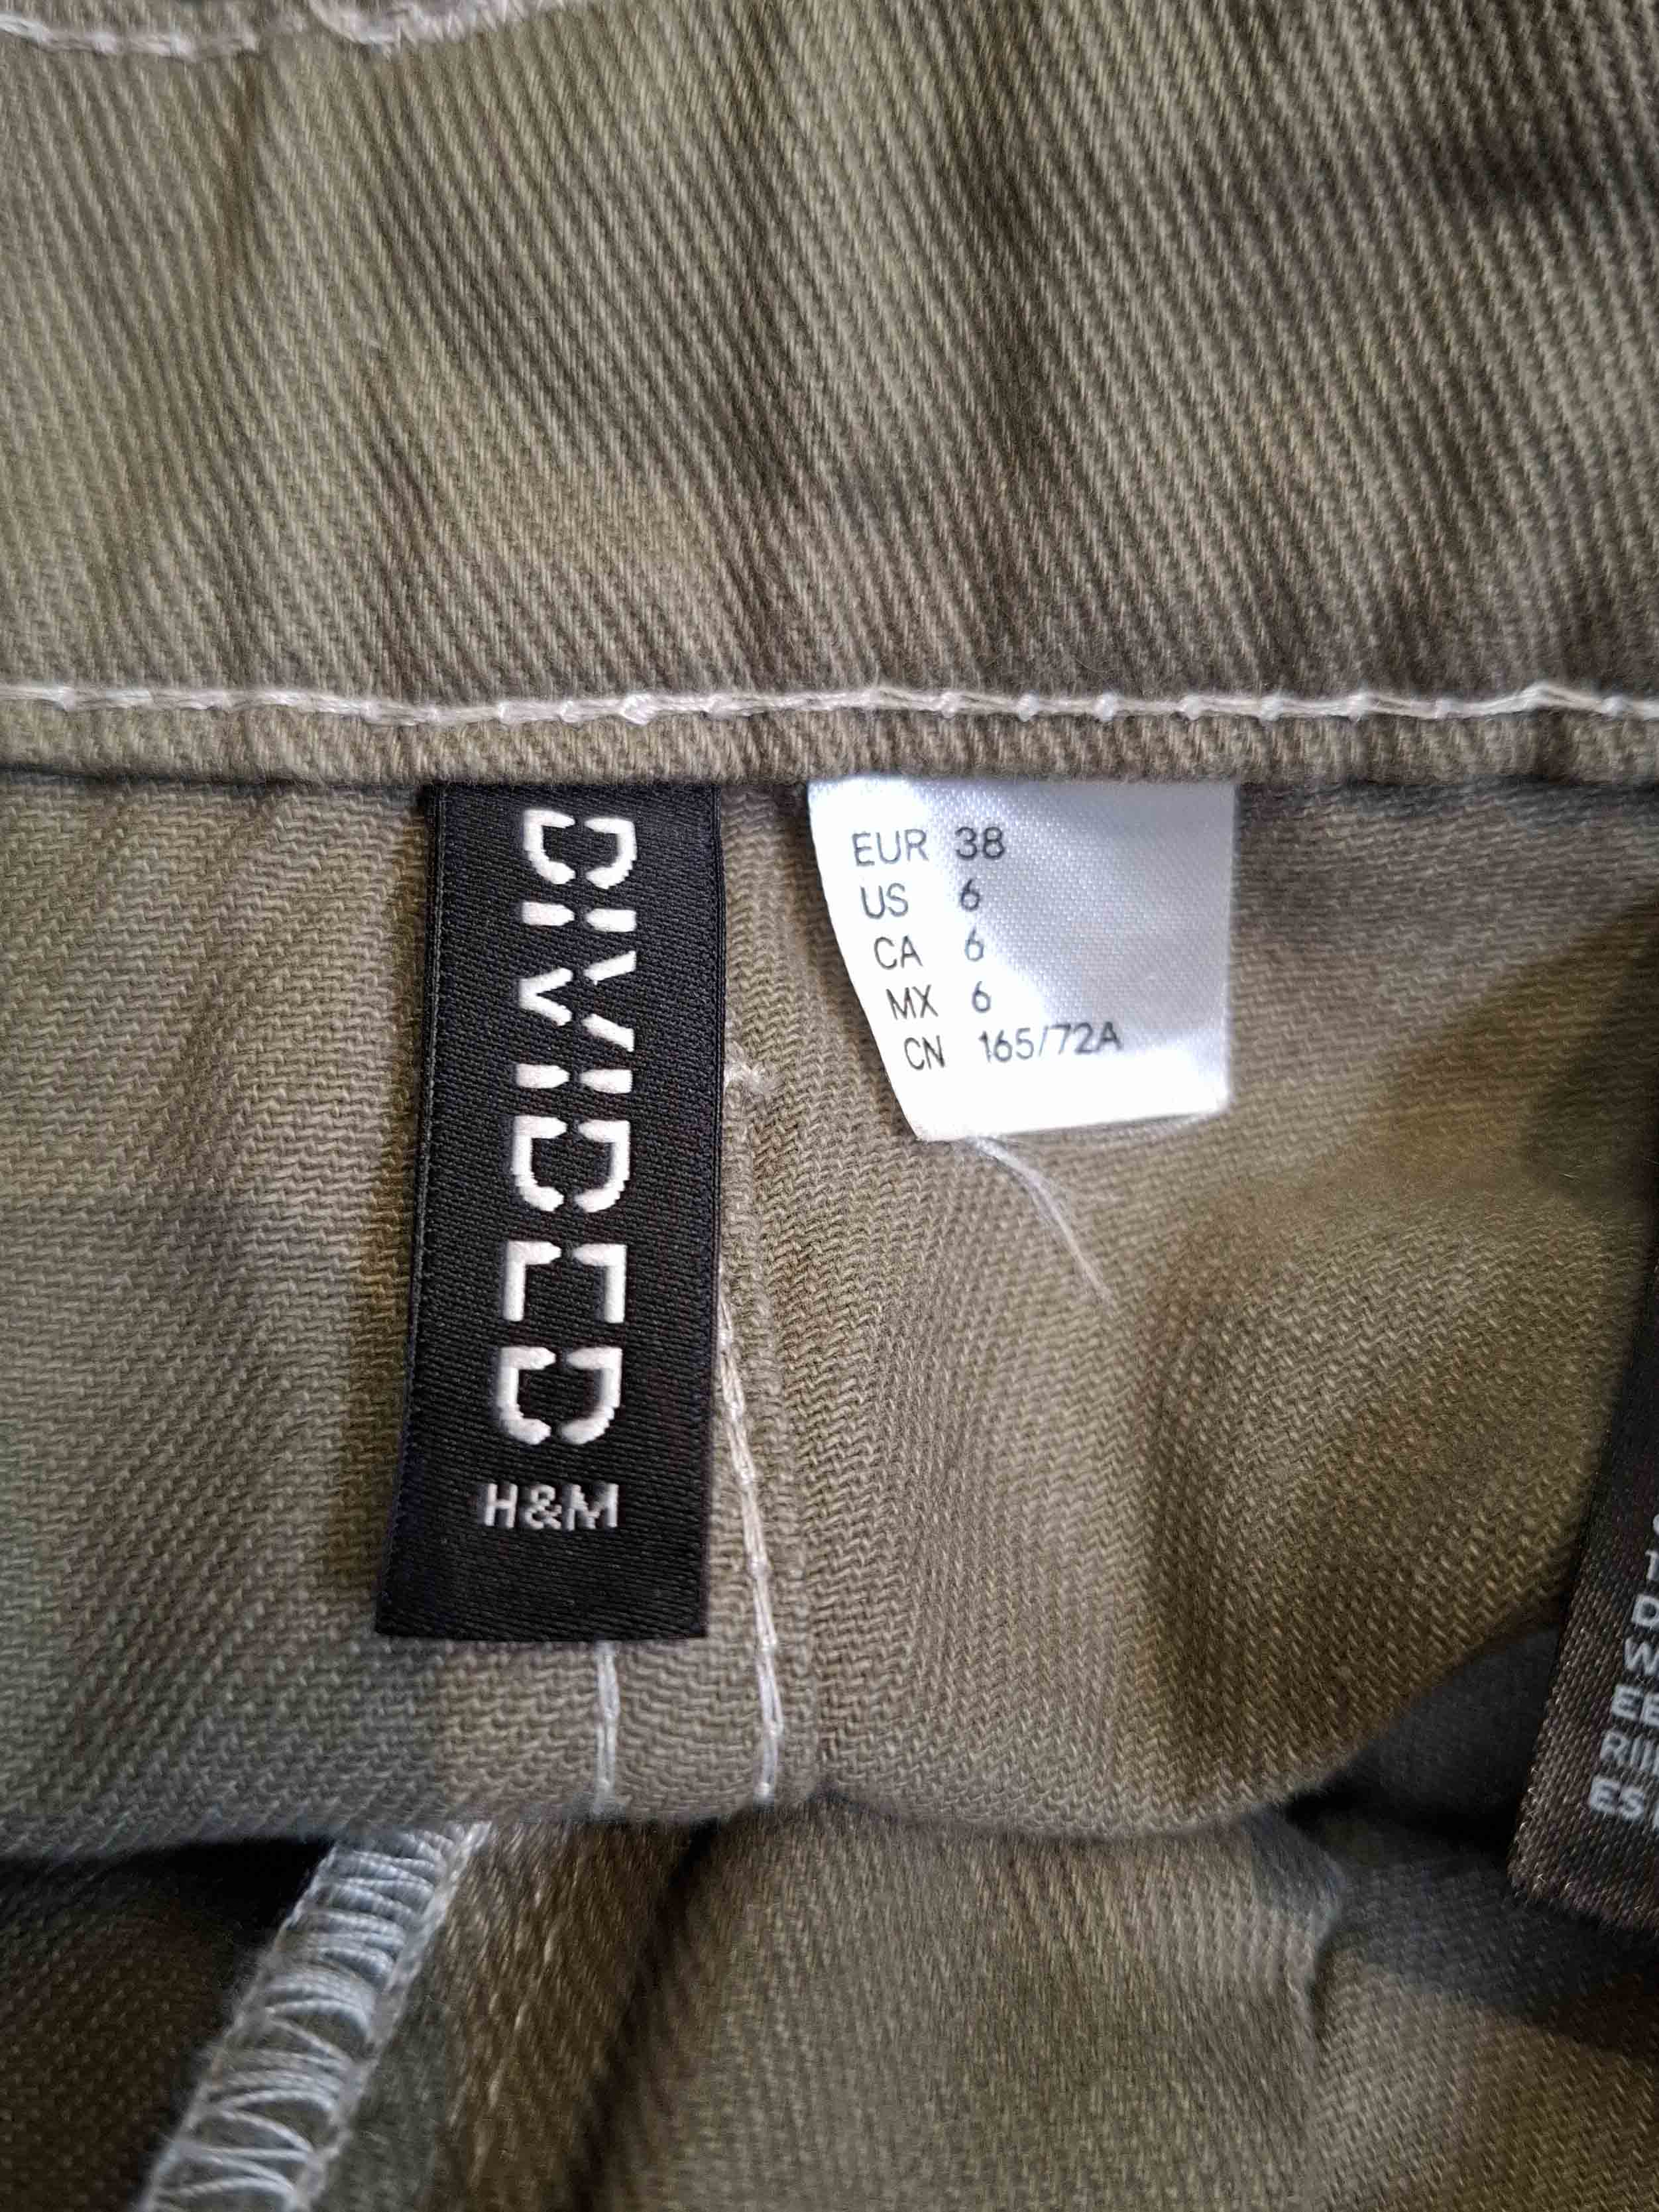 DIVIDED
H&M
EUR 38
US 6
CA 6
MX 6
CN 165/72A